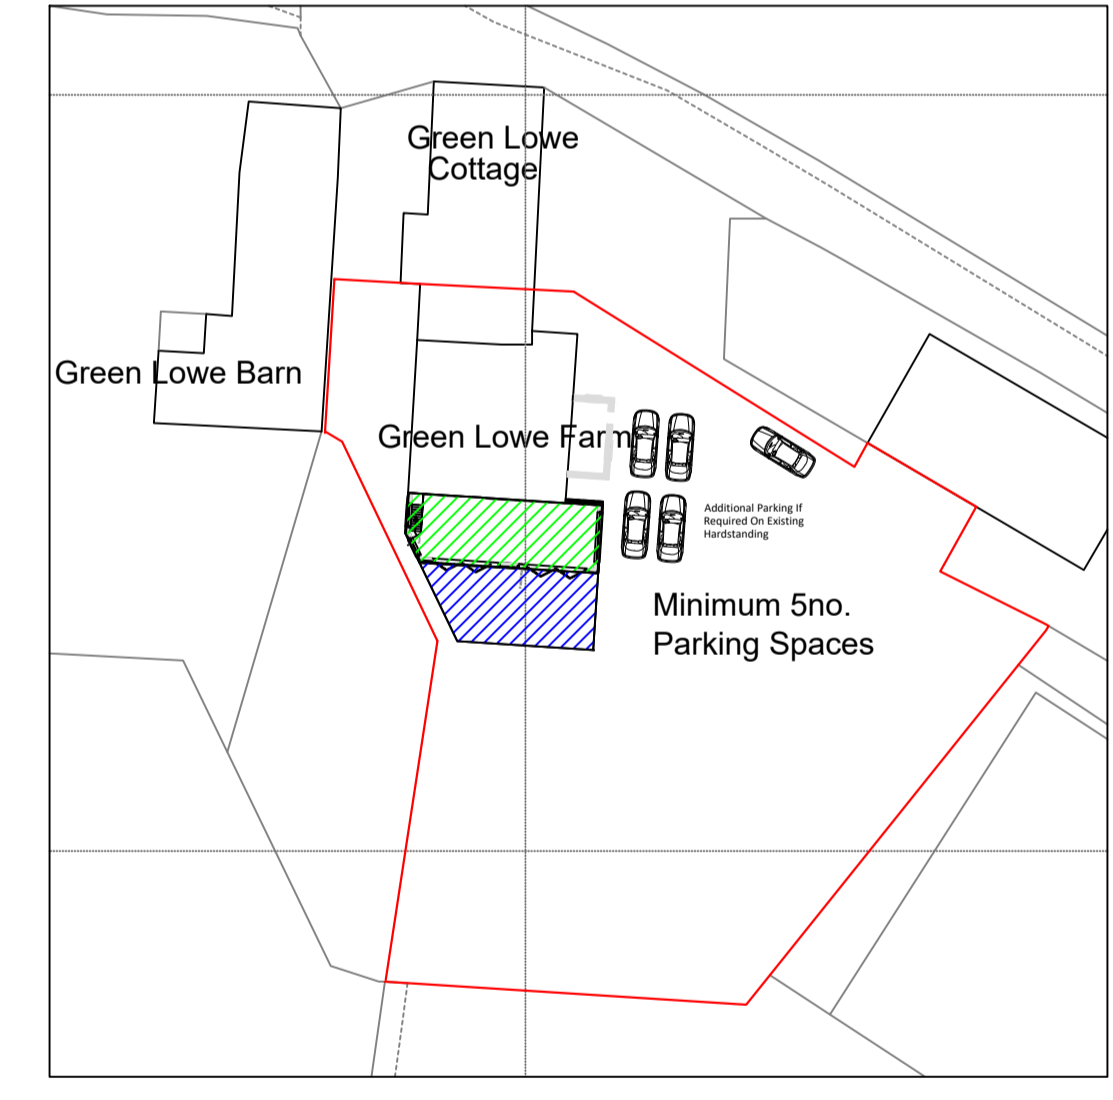 Green Lowe
Cottage
Green Lowe Barn
Green Lowe Farm
Additional Parking If
Required On Existing
Hardstanding
Minimum 5no.
Parking Spaces